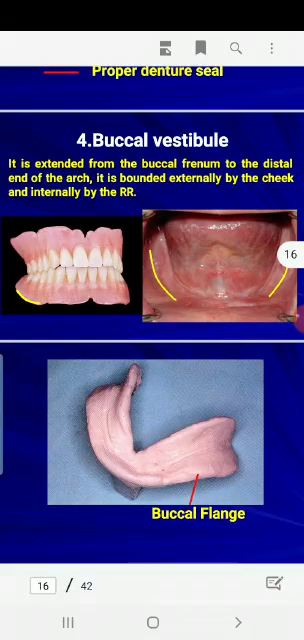 Proper denture seal
4.Buccal vestibule
It is extended from the buccal frenum to the distal
end of the arch, it is bounded externally by the cheek
and internally by the RR.
16
Buccal Flange
16 / 42